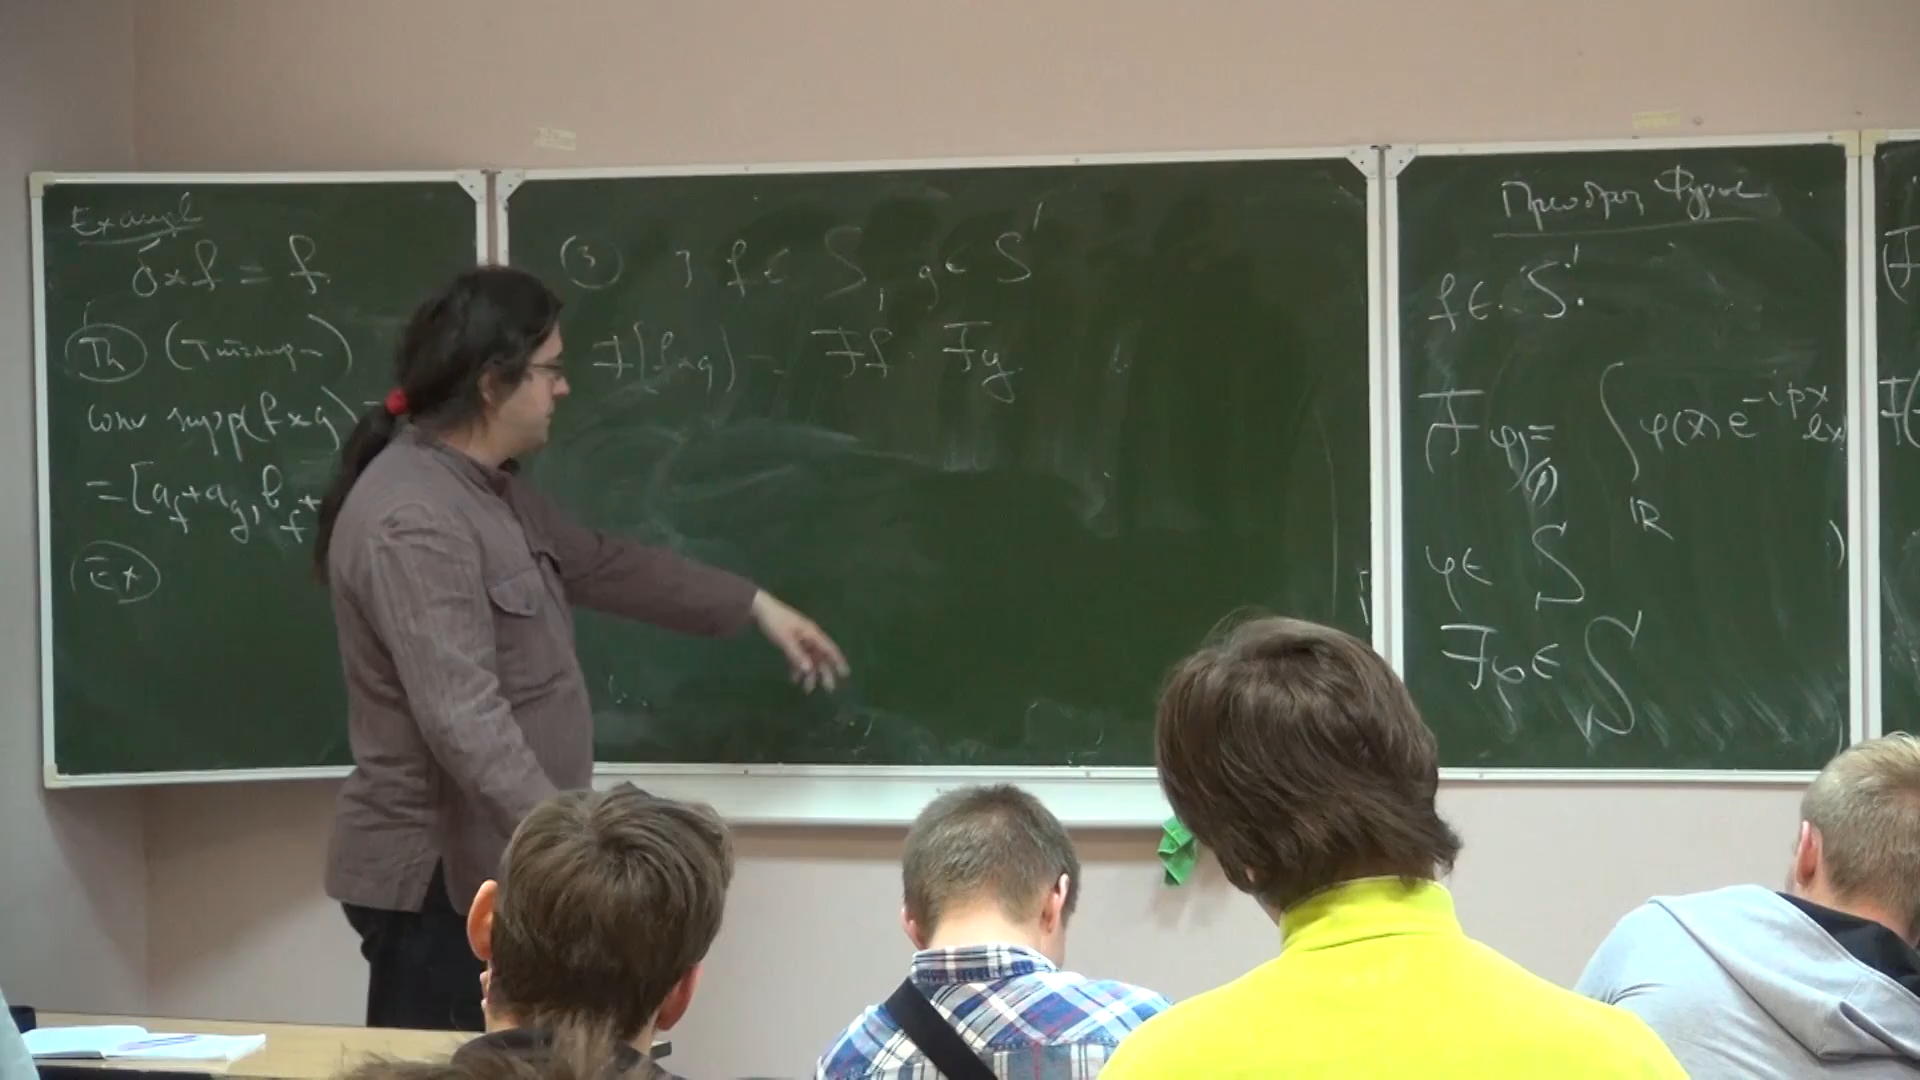 Example
δ * f = f.
Th (Титчмарш)
conv supp(f * g) =
= [a_f + a_g, b_f +
Ex
③ ] f ∈ S, g ∈ S'
F(f * g) = Ff · Fg.
Преобраз Фурье
f ∈ S'.
Fφ(p) = ∫_ℝ φ(x) e^{-ipx} dx
φ ∈ S
Fφ ∈ S